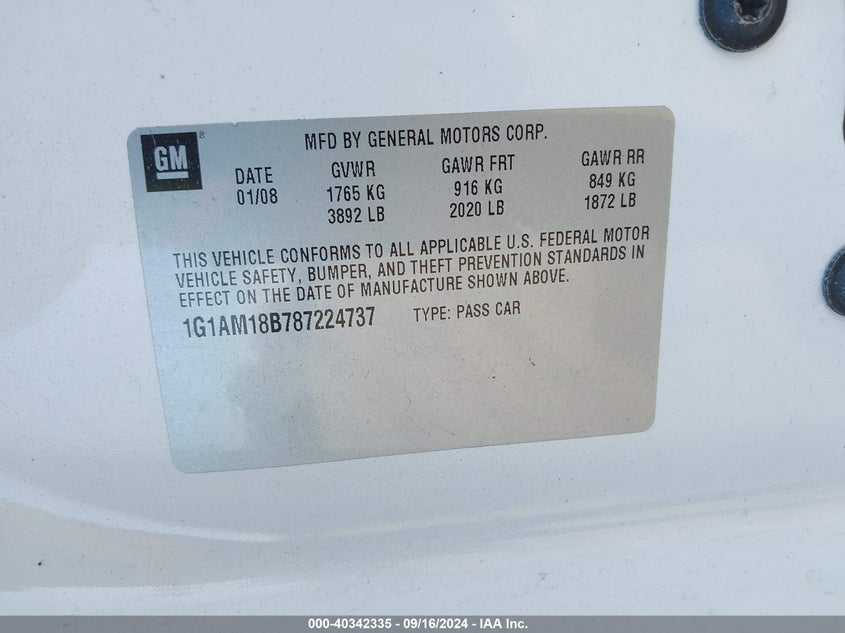 GM®
MFD BY GENERAL MOTORS CORP.
DATE GVWR GAWR FRT GAWR RR
01/08 1765 KG 916 KG 849 KG
3892 LB 2020 LB 1872 LB
THIS VEHICLE CONFORMS TO ALL APPLICABLE U.S. FEDERAL MOTOR
VEHICLE SAFETY, BUMPER, AND THEFT PREVENTION STANDARDS IN
EFFECT ON THE DATE OF MANUFACTURE SHOWN ABOVE.
1G1AM18B787224737 TYPE: PASS CAR
000-40342335 - 09/16/2024 - IAA Inc.